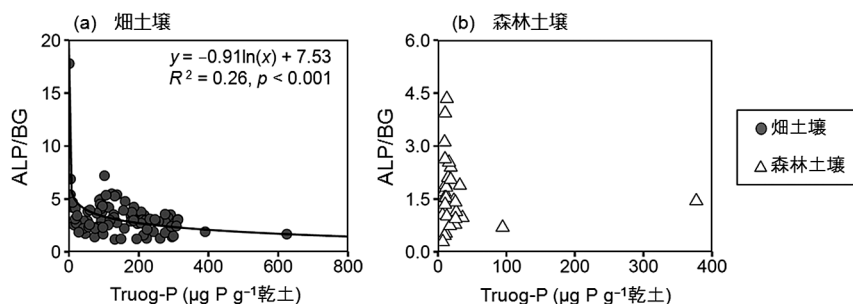 (a) 畑土壌
20
15
10
5
0
ALP/BG
y = −0.91ln(x) + 7.53
R² = 0.26, p < 0.001
0 200 400 600 800
Truog-P (µg P g⁻¹乾土)
(b) 森林土壌
6.0
4.5
3.0
1.5
0.0
ALP/BG
0 100 200 300 400
Truog-P (µg P g⁻¹乾土)
畑土壌
森林土壌